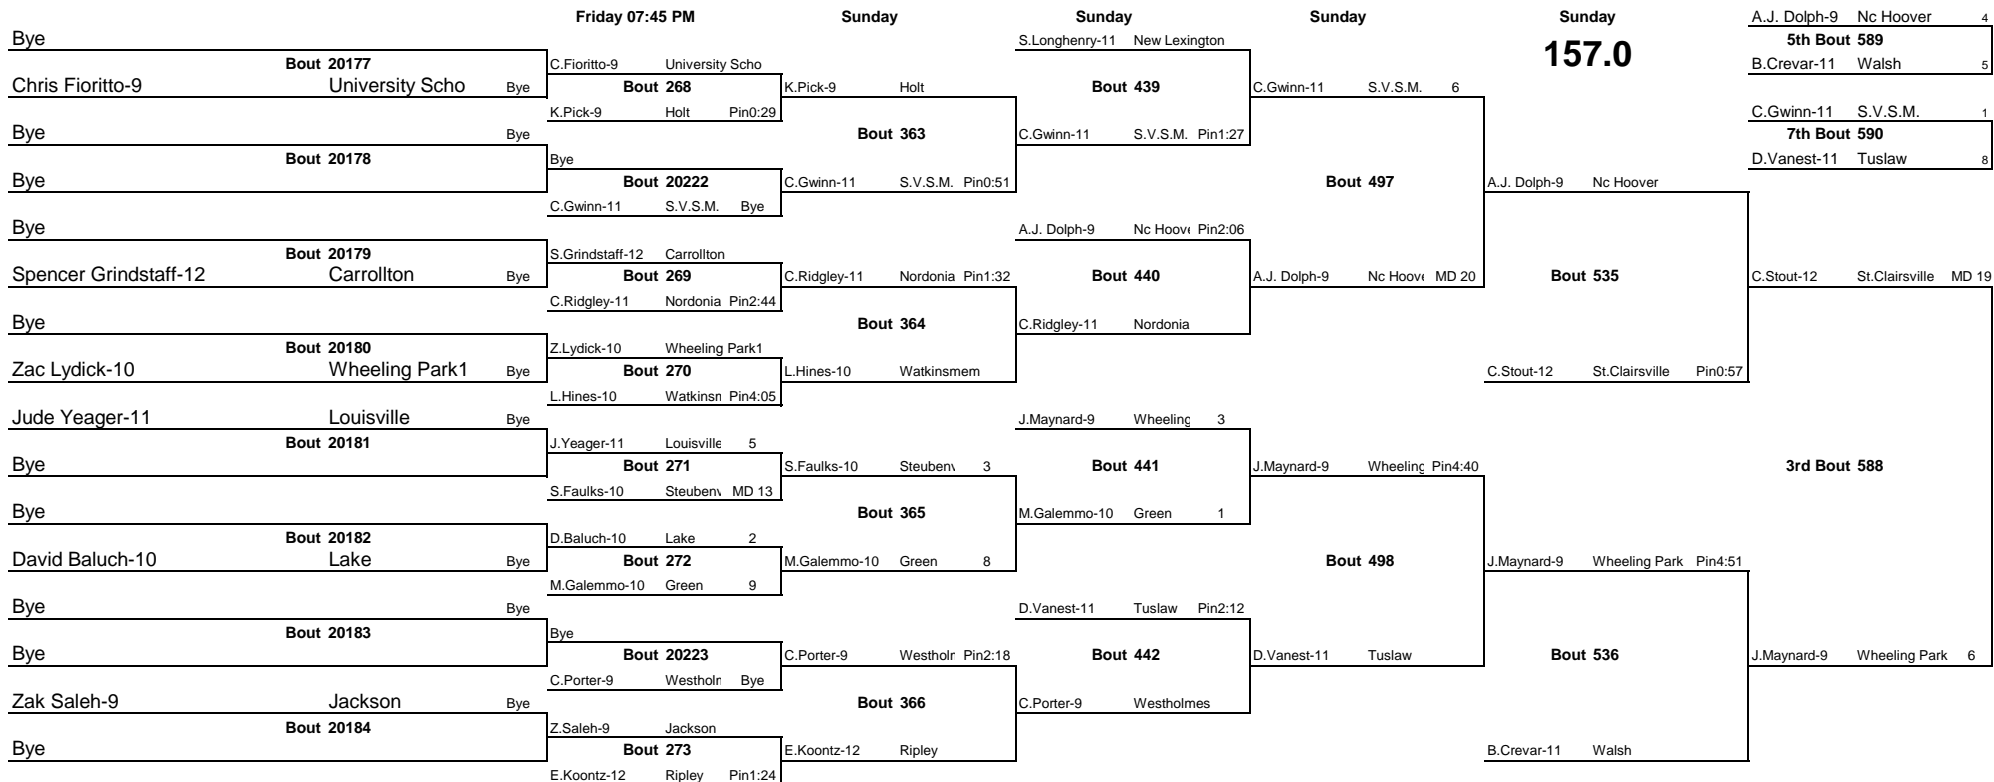 Friday 07:45 PM Sunday Sunday Sunday Sunday
157.0
Bye
Bout 20177
Chris Fioritto-9 University Scho Bye
Bye Bye
Bout 20178
Bye
Bye
Bout 20179
Spencer Grindstaff-12 Carrollton Bye
Bye
Bout 20180
Zac Lydick-10 Wheeling Park1 Bye
Jude Yeager-11 Louisville Bye
Bout 20181
Bye
Bye
Bout 20182
David Baluch-10 Lake Bye
Bye Bye
Bout 20183
Bye
Zak Saleh-9 Jackson Bye
Bout 20184
Bye
C.Fioritto-9 University Scho
Bout 268
K.Pick-9 Holt Pin0:29
Bye
Bout 20222
C.Gwinn-11 S.V.S.M. Bye
S.Grindstaff-12 Carrollton
Bout 269
C.Ridgley-11 Nordonia Pin2:44
Z.Lydick-10 Wheeling Park1
Bout 270
L.Hines-10 Watkinsn Pin4:05
J.Yeager-11 Louisville 5
Bout 271
S.Faulks-10 Steubenv MD 13
D.Baluch-10 Lake 2
Bout 272
M.Galemmo-10 Green 9
Bye
Bout 20223
C.Porter-9 Westholn Bye
Z.Saleh-9 Jackson
Bout 273
E.Koontz-12 Ripley Pin1:24
K.Pick-9 Holt
Bout 363
C.Gwinn-11 S.V.S.M. Pin0:51
C.Ridgley-11 Nordonia Pin1:32
Bout 364
L.Hines-10 Watkinsmem
S.Faulks-10 Steubenv 3
Bout 365
M.Galemmo-10 Green 8
C.Porter-9 Westholr Pin2:18
Bout 366
E.Koontz-12 Ripley
S.Longhenry-11 New Lexington
Bout 439
C.Gwinn-11 S.V.S.M. Pin1:27
A.J. Dolph-9 Nc Hoove Pin2:06
Bout 440
C.Ridgley-11 Nordonia
J.Maynard-9 Wheeling 3
Bout 441
M.Galemmo-10 Green 1
D.Vanest-11 Tuslaw Pin2:12
Bout 442
C.Porter-9 Westholmes
C.Gwinn-11 S.V.S.M. 6
Bout 497
A.J. Dolph-9 Nc Hoove MD 20
J.Maynard-9 Wheeling Pin4:40
Bout 498
D.Vanest-11 Tuslaw
A.J. Dolph-9 Nc Hoover
Bout 535
C.Stout-12 St.Clairsville Pin0:57
J.Maynard-9 Wheeling Park Pin4:51
Bout 536
B.Crevar-11 Walsh
C.Stout-12 St.Clairsville MD 19
3rd Bout 588
J.Maynard-9 Wheeling Park 6
A.J. Dolph-9 Nc Hoover 4
5th Bout 589
B.Crevar-11 Walsh 5
C.Gwinn-11 S.V.S.M. 1
7th Bout 590
D.Vanest-11 Tuslaw 8